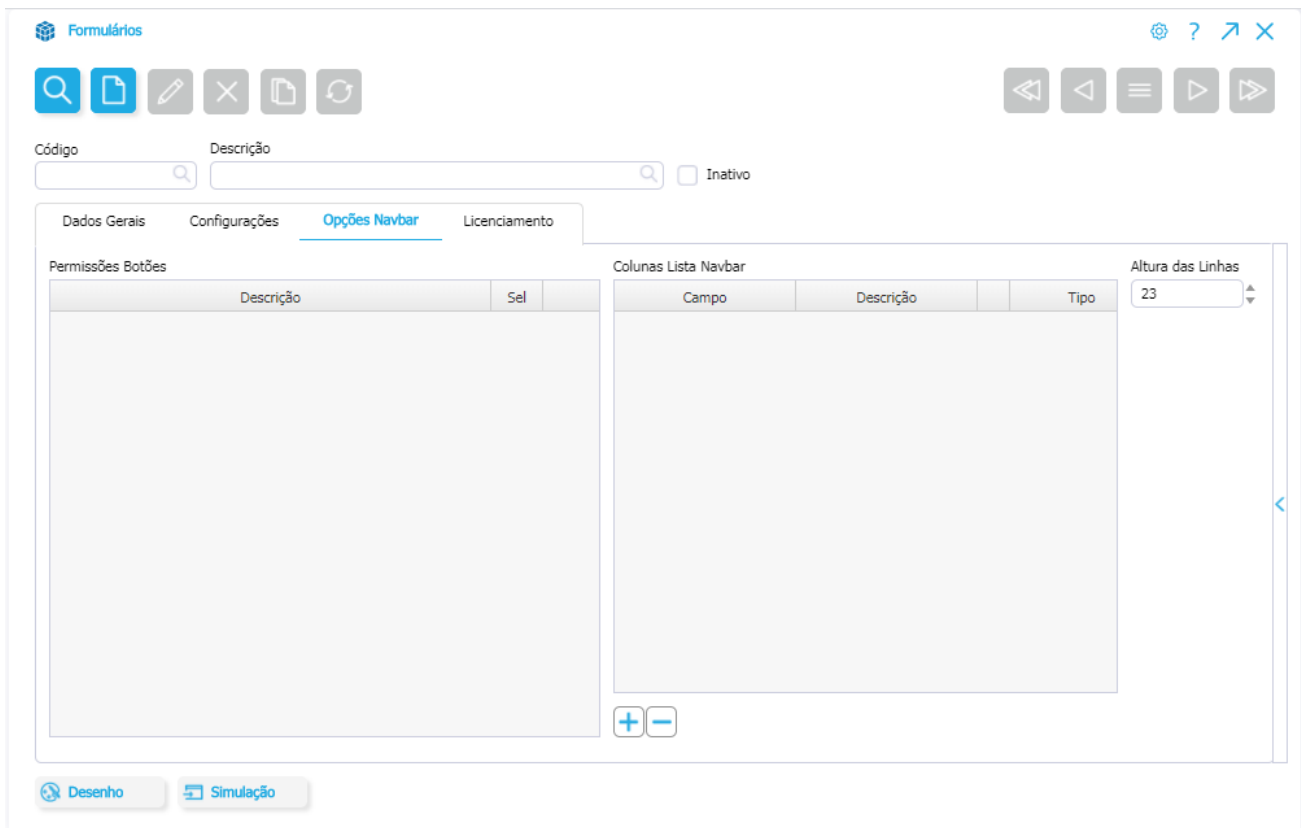 Formulários
?
Código Descrição
Inativo
Dados Gerais Configurações Opções Navbar Licenciamento
Permissões Botões Colunas Lista Navbar Altura das Linhas
Descrição Sel Campo Descrição Tipo 23
Desenho Simulação